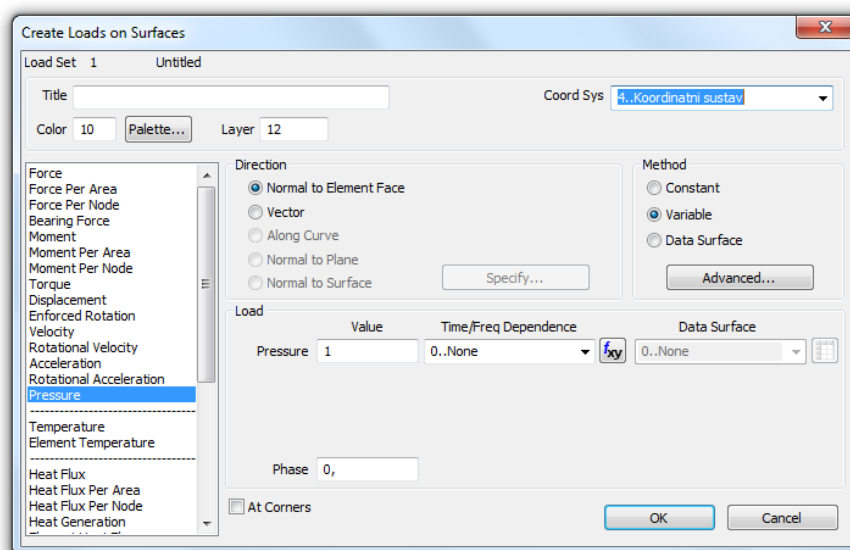 Create Loads on Surfaces
Load Set 1 Untitled
Title Coord Sys 4..Koordinatni sustav
Color 10 Palette... Layer 12
Force
Force Per Area
Force Per Node
Bearing Force
Moment
Moment Per Area
Moment Per Node
Torque
Displacement
Enforced Rotation
Velocity
Rotational Velocity
Acceleration
Rotational Acceleration
Pressure
Temperature
Element Temperature
Heat Flux
Heat Flux Per Area
Heat Flux Per Node
Heat Generation
Direction
Normal to Element Face
Vector
Along Curve
Normal to Plane
Normal to Surface
Specify...
Method
Constant
Variable
Data Surface
Advanced...
Load
Value Time/Freq Dependence Data Surface
Pressure 1 0..None fxy 0..None
Phase 0,
At Corners
OK Cancel